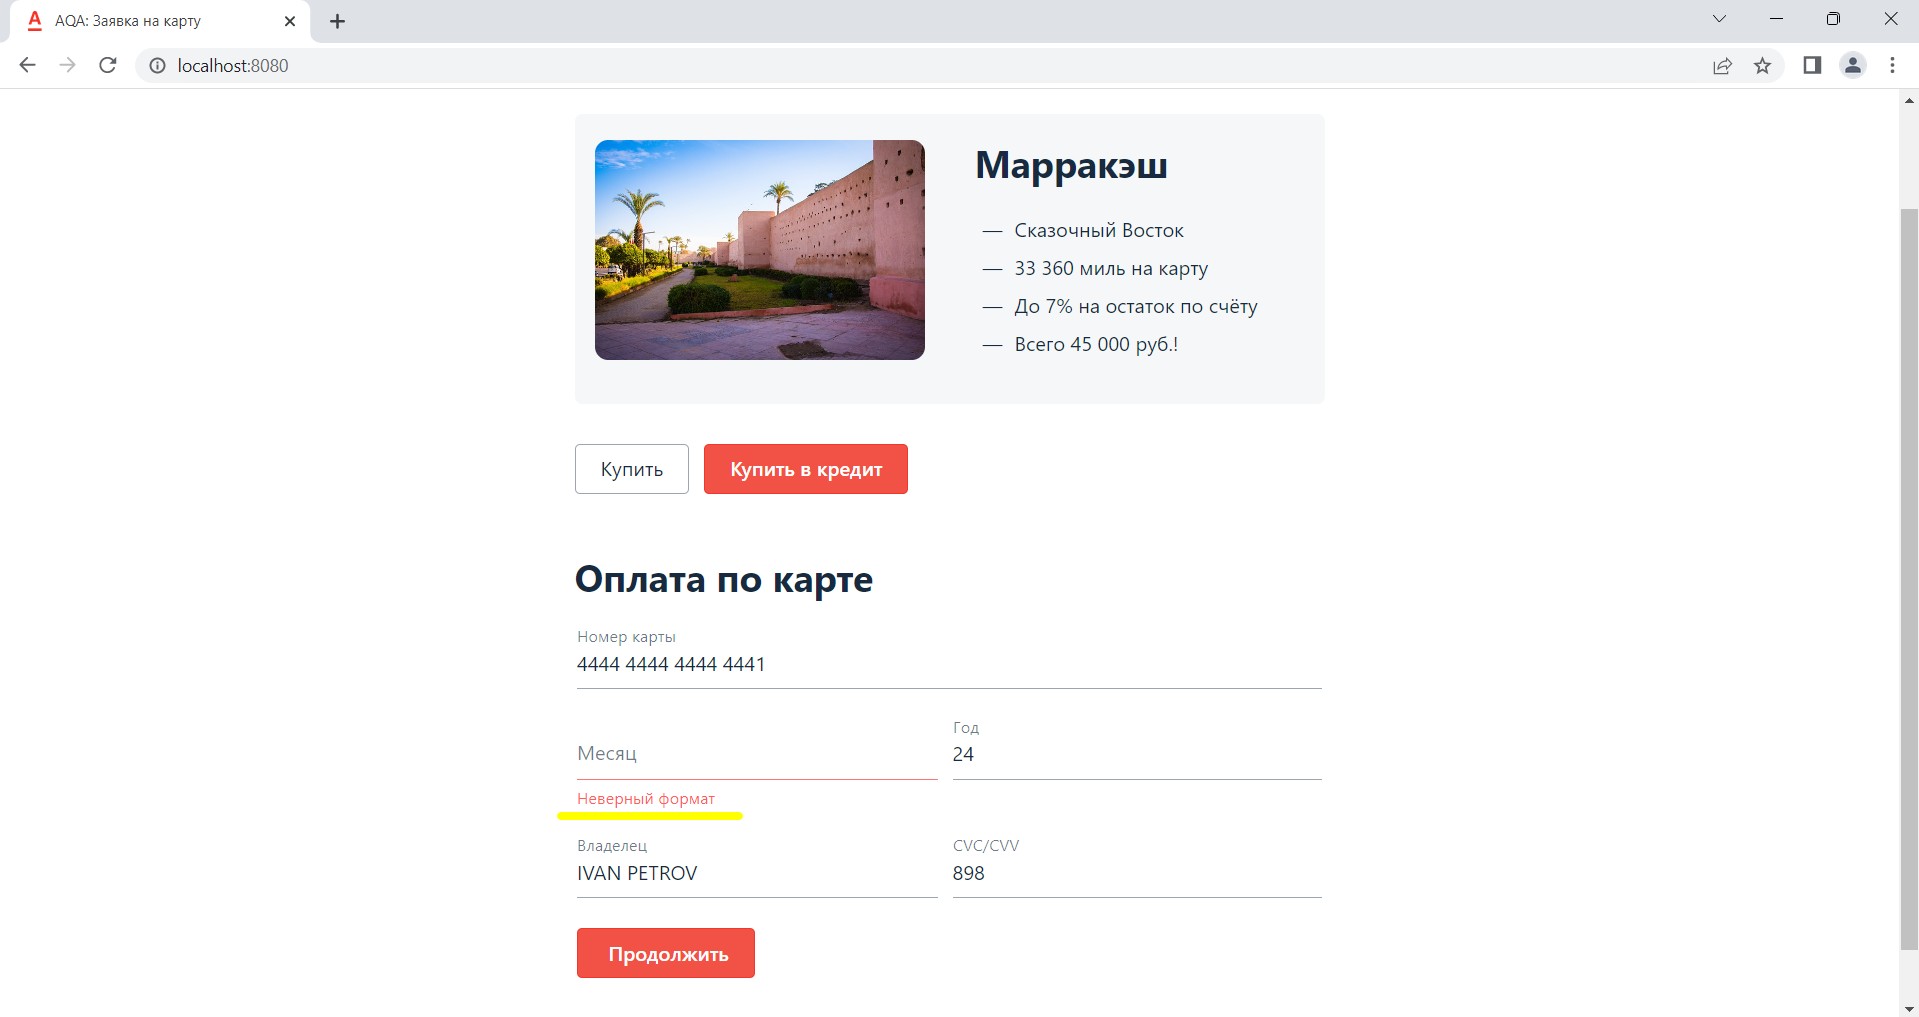 AQA: Заявка на карту
localhost:8080
Марракэш
— Сказочный Восток
— 33 360 миль на карту
— До 7% на остаток по счёту
— Всего 45 000 руб.!
Купить
Купить в кредит
Оплата по карте
Номер карты
4444 4444 4444 4441
Месяц
Год
24
Неверный формат
Владелец
IVAN PETROV
CVC/CVV
898
Продолжить